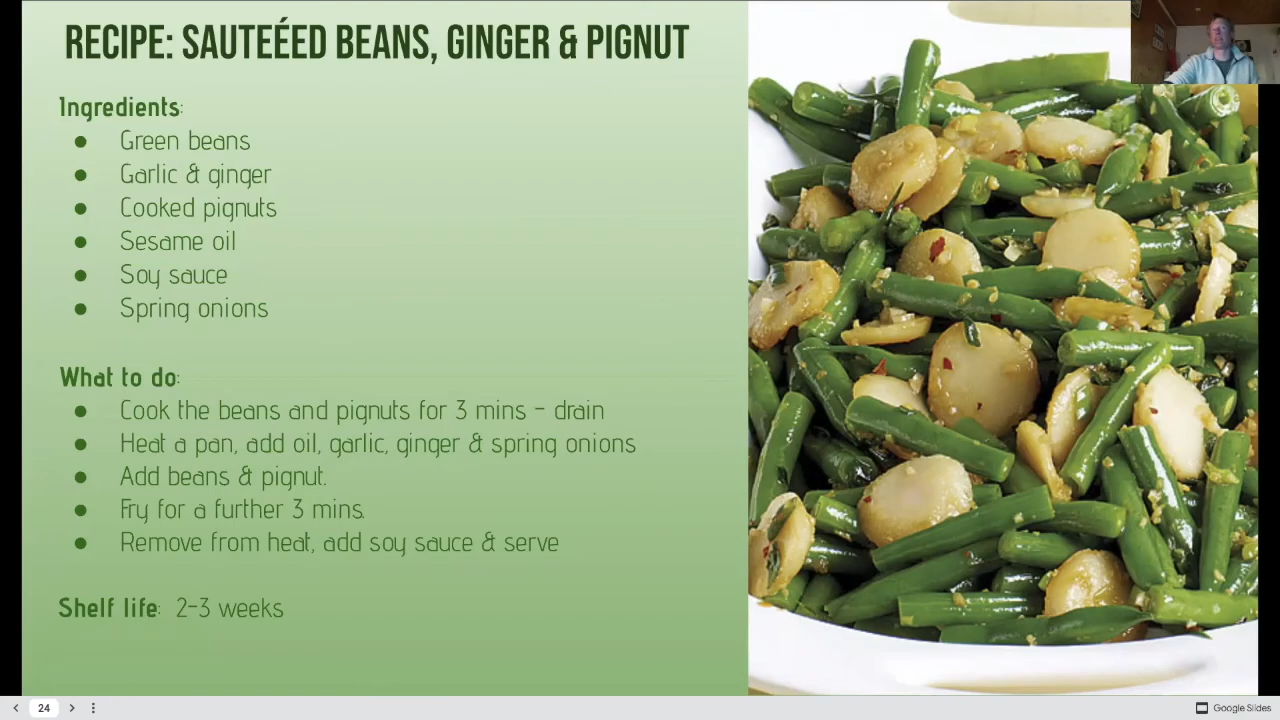 RECIPE: SAUTEÉED BEANS, GINGER & PIGNUT
Ingredients:
● Green beans
● Garlic & ginger
● Cooked pignuts
● Sesame oil
● Soy sauce
● Spring onions
What to do:
● Cook the beans and pignuts for 3 mins - drain
● Heat a pan, add oil, garlic, ginger & spring onions
● Add beans & pignut.
● Fry for a further 3 mins.
● Remove from heat, add soy sauce & serve
Shelf life: 2-3 weeks
24
Google Slides